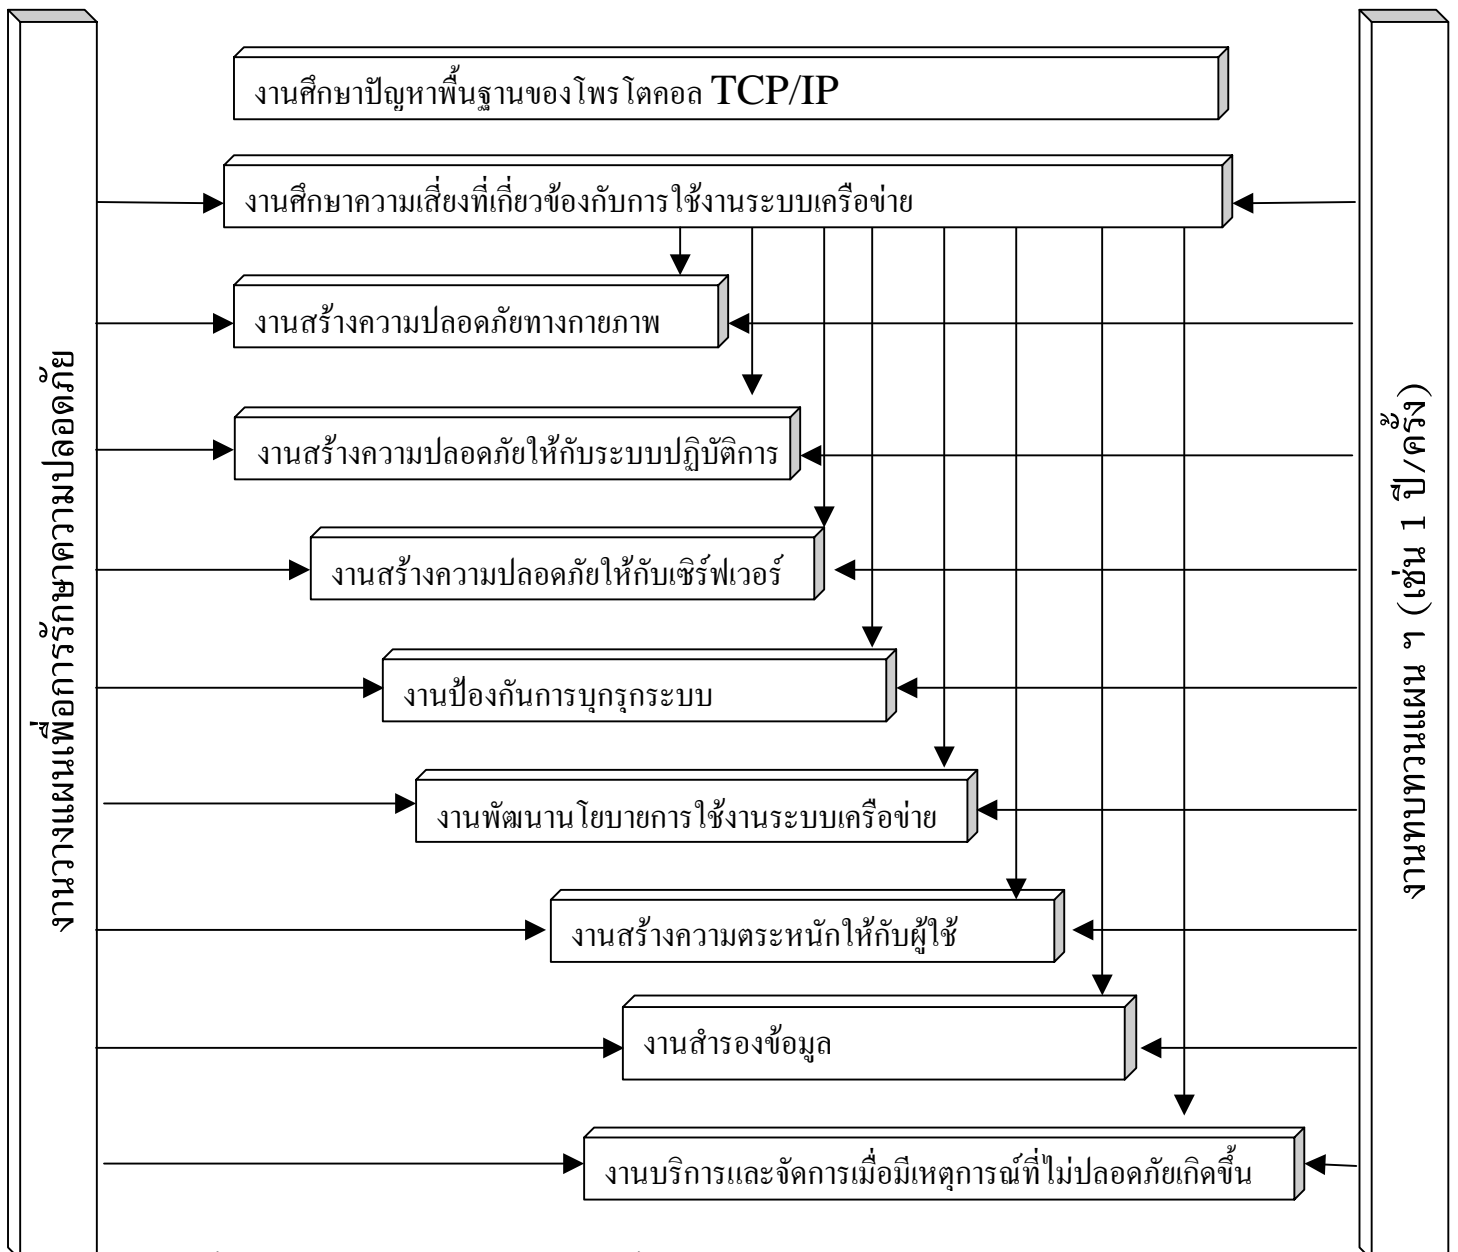 งานวางแผนเพื่อการรักษาความปลอดภัย
งานศึกษาปัญหาพื้นฐานของโพรโตคอล TCP/IP
งานศึกษาความเสี่ยงที่เกี่ยวข้องกับการใช้งานระบบเครือข่าย
งานสร้างความปลอดภัยทางกายภาพ
งานสร้างความปลอดภัยให้กับระบบปฏิบัติการ
งานสร้างความปลอดภัยให้กับเซิร์ฟเวอร์
งานป้องกันการบุกรุกระบบ
งานพัฒนานโยบายการใช้งานระบบเครือข่าย
งานสร้างความตระหนักให้กับผู้ใช้
งานสำรองข้อมูล
งานบริการและจัดการเมื่อมีเหตุการณ์ที่ไม่ปลอดภัยเกิดขึ้น
งานทบทวนแผน ๆ (เช่น 1 ปี/ครั้ง)